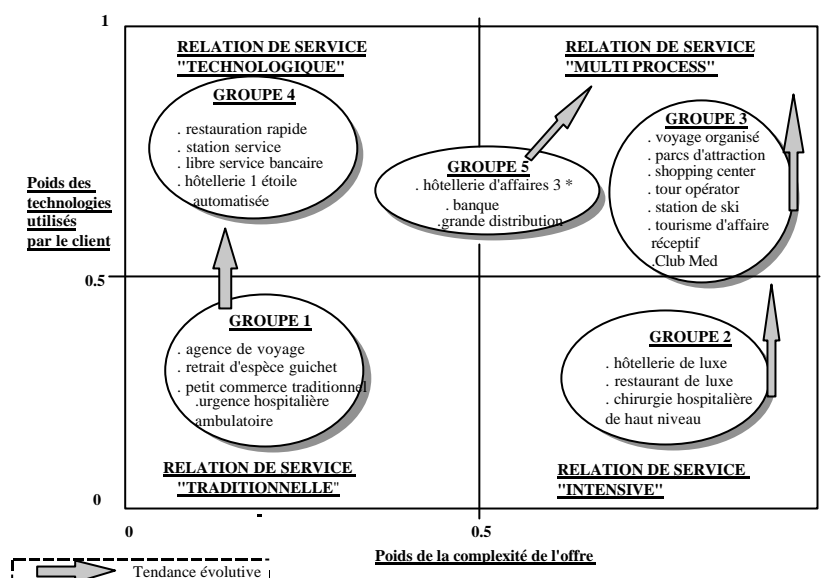 1
RELATION DE SERVICE
"TECHNOLOGIQUE"
GROUPE 4
. restauration rapide
. station service
. libre service bancaire
. hôtellerie 1 étoile
automatisée
RELATION DE SERVICE
"MULTI PROCESS"
GROUPE 3
. voyage organisé
. parcs d'attraction
. shopping center
. tour opérator
. station de ski
. tourisme d'affaire
réceptif
.Club Med
GROUPE 5
. hôtellerie d'affaires 3 *
. banque
.grande distribution
Poids des
technologies
utilisés
par le client
0.5
GROUPE 1
. agence de voyage
. retrait d'espèce guichet
. petit commerce traditionnel
.urgence hospitalière
ambulatoire
RELATION DE SERVICE
"TRADITIONNELLE"
GROUPE 2
. hôtellerie de luxe
. restaurant de luxe
. chirurgie hospitalière
de haut niveau
RELATION DE SERVICE
"INTENSIVE"
0
0
0.5
Poids de la complexité de l'offre
Tendance évolutive